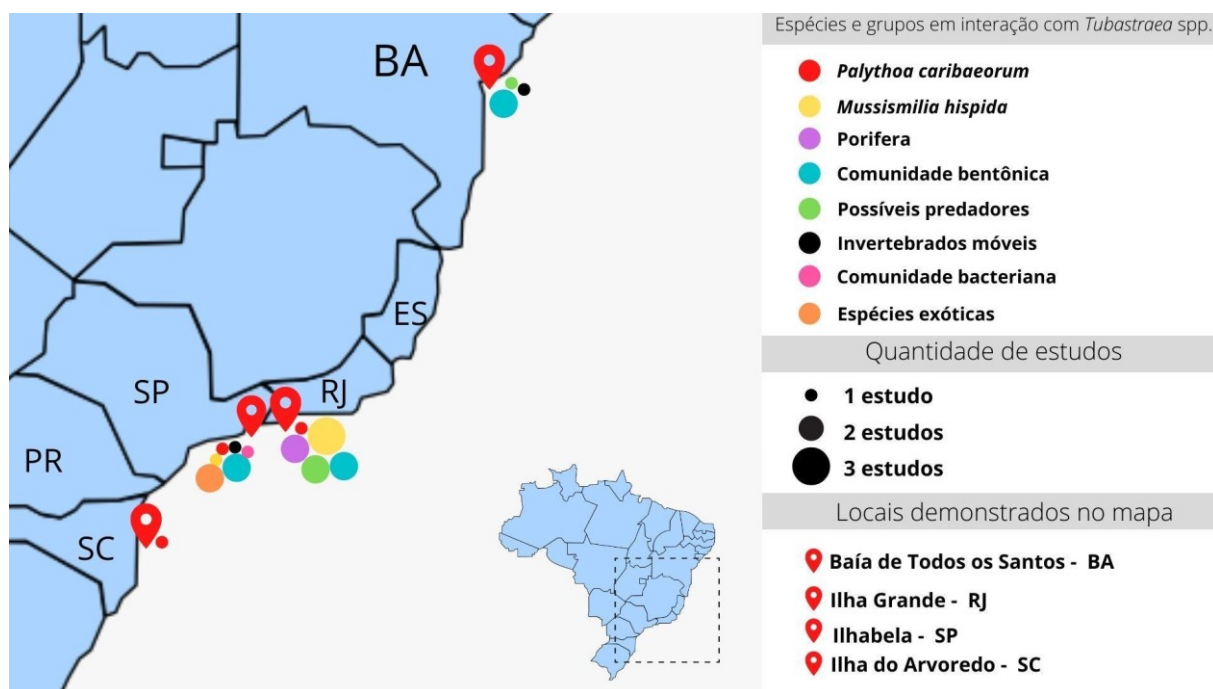 BA
ES
SP
RJ
PR
SC
Espécies e grupos em interação com Tubastraea spp.
Palythoa caribaeorum
Mussismilia hispida
Porifera
Comunidade bentônica
Possíveis predadores
Invertebrados móveis
Comunidade bacteriana
Espécies exóticas
Quantidade de estudos
1 estudo
2 estudos
3 estudos
Locais demonstrados no mapa
Baía de Todos os Santos - BA
Ilha Grande - RJ
Ilhabela - SP
Ilha do Arvoredo - SC